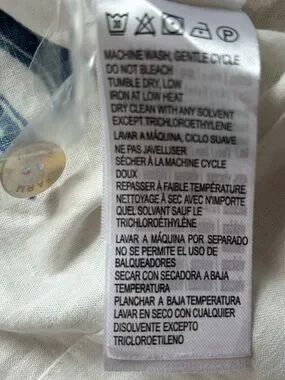 MACHINE WASH, GENTLE CYCLE
DO NOT BLEACH
TUMBLE DRY, LOW
IRON AT LOW HEAT
DRY CLEAN WITH ANY SOLVENT
EXCEPT TRICHLOROETHYLENE
LAVAR A MÁQUINA, CICLO SUAVE
NE PAS JAVELLISER
SÉCHER À LA MACHINE CYCLE
DOUX
REPASSER À FAIBLE TEMPÉRATURE
NETTOYAGE À SEC AVEC N'IMPORTE
QUEL SOLVANT SAUF LE
TRICHLOROÉTHYLÈNE
LAVAR A MÁQUINA POR SEPARADO
NO SE PERMITE EL USO DE
BALQUEADORES
SECAR CON SECADORA A BAJA
TEMPERATURA
PLANCHAR A BAJA TEMPERATURA
LAVAR EN SECO CON CUALQUIER
DISOLVENTE EXCEPTO
TRICLOROETILENO